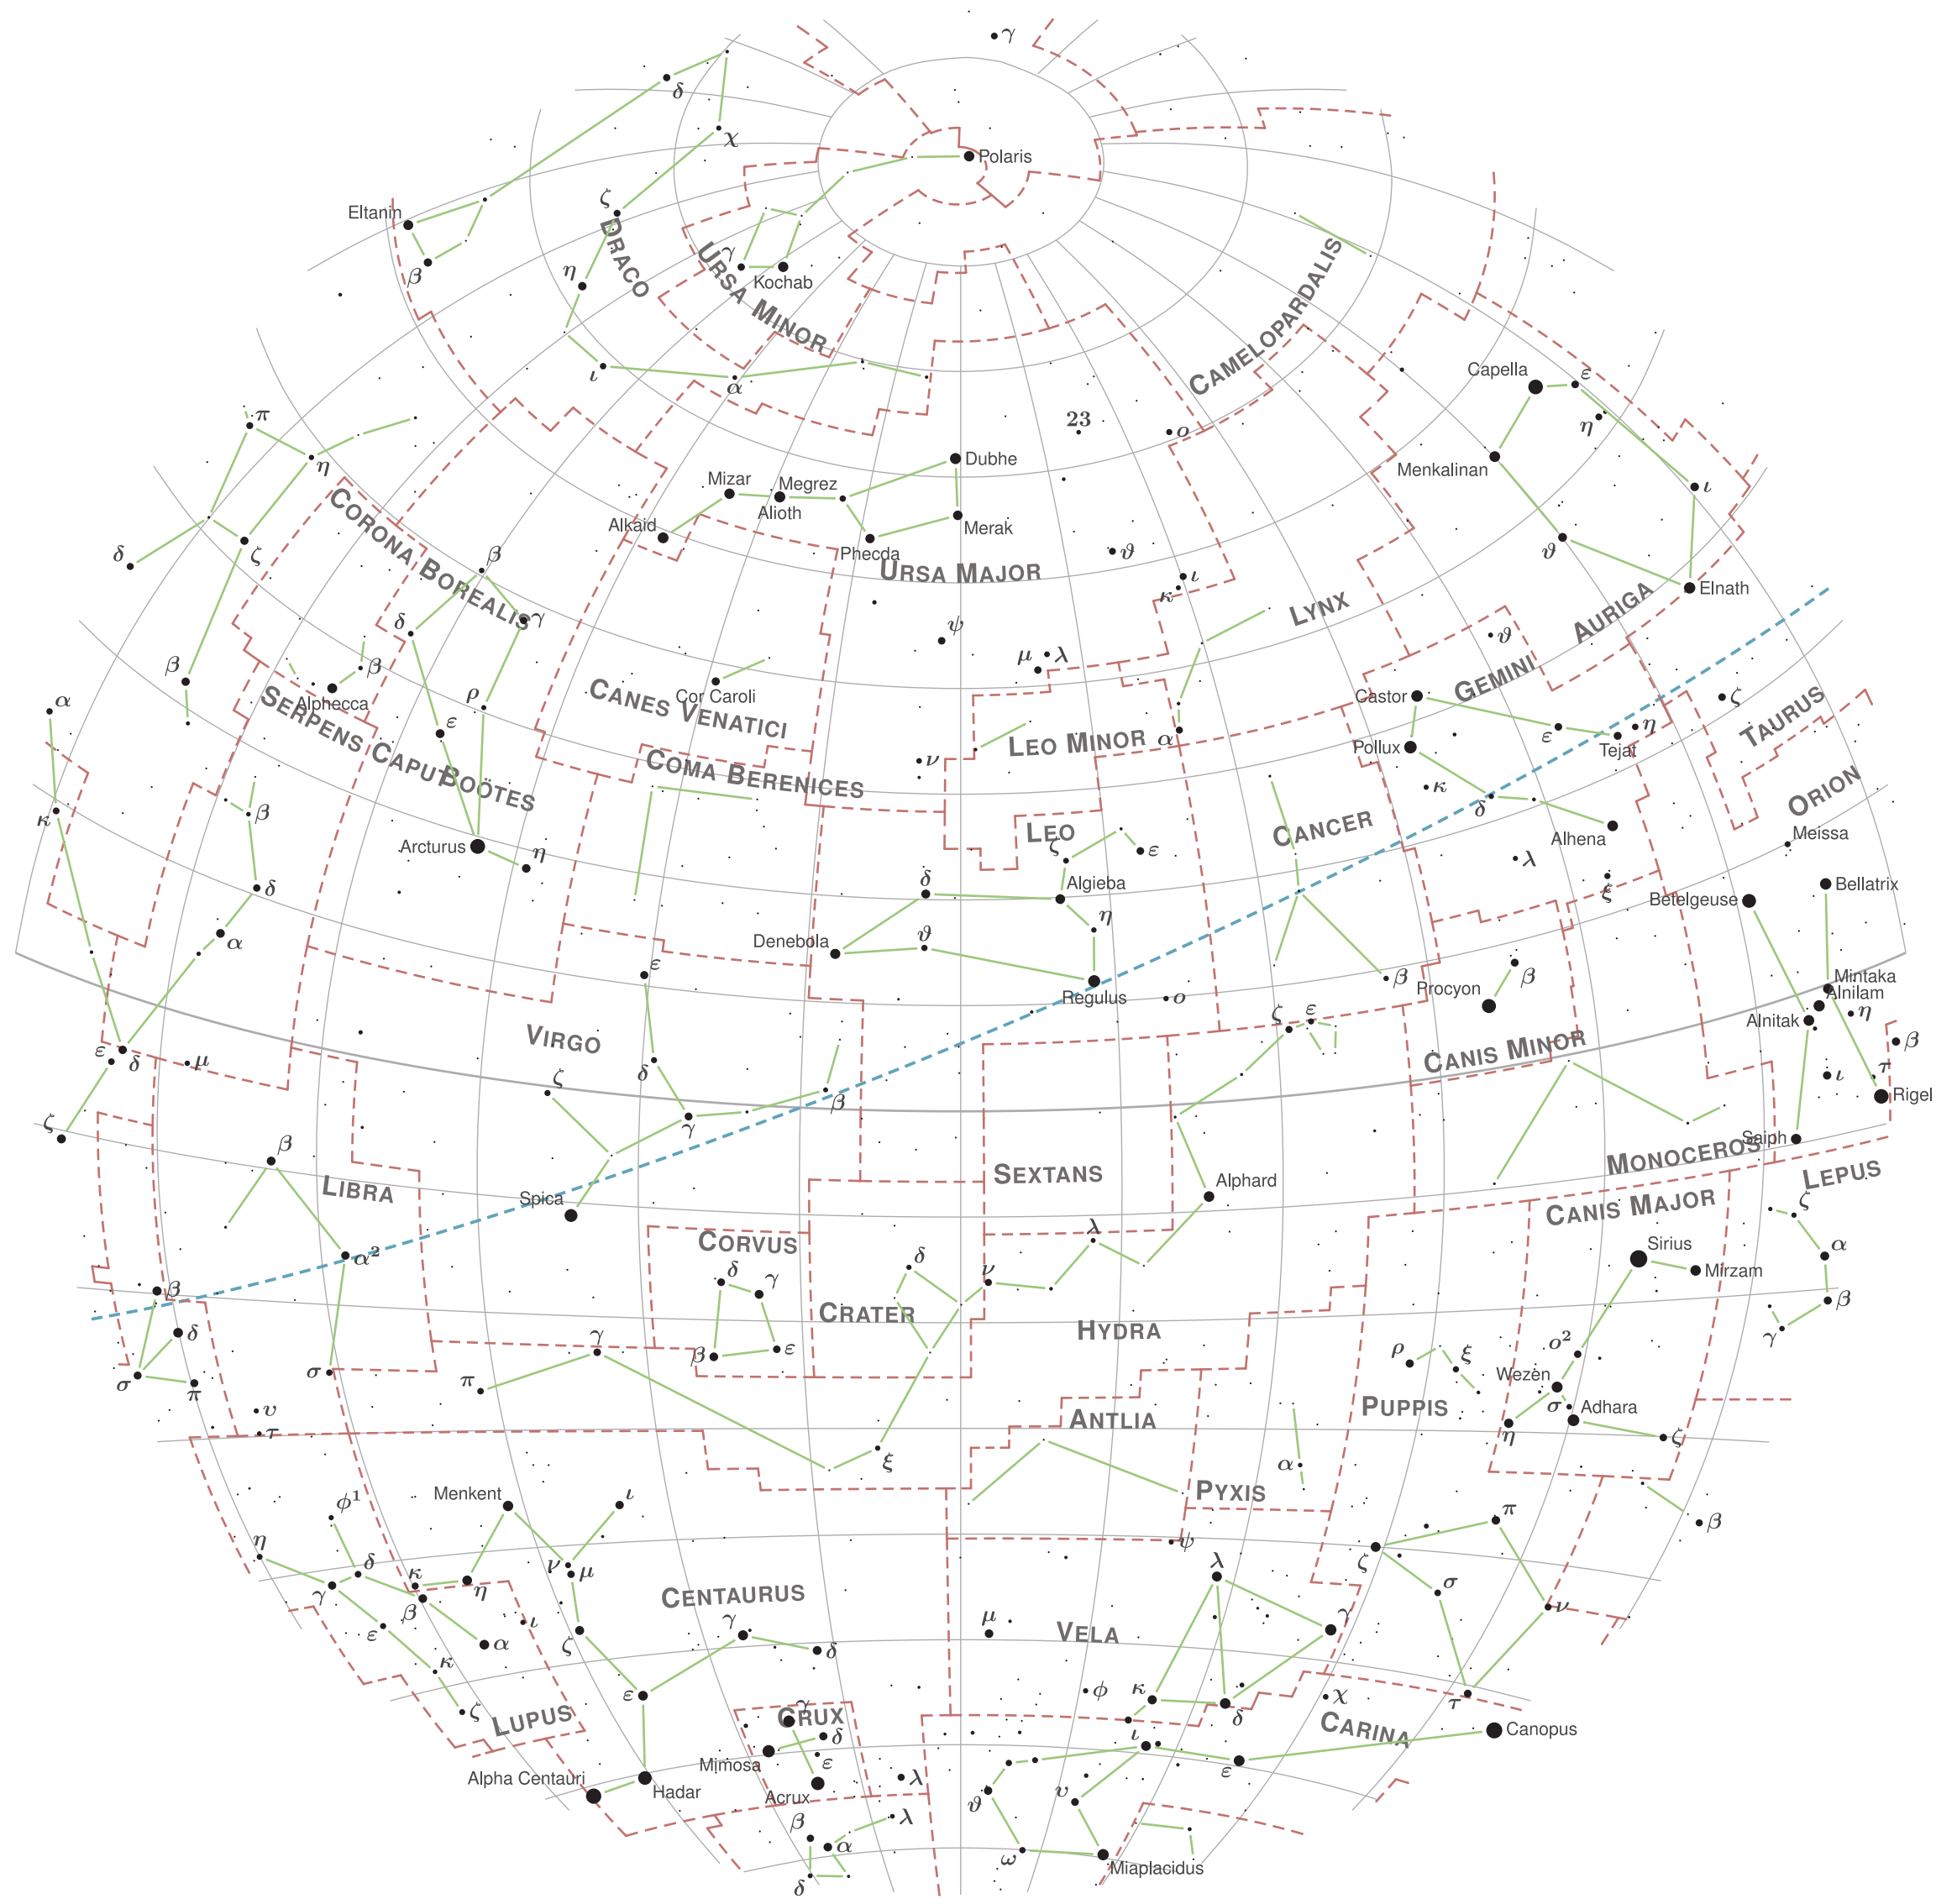 γ
δ
χ
Polaris
ζ
Eltanin
β
DRACO
URSA MINOR
γ
Kochab
η
CAMELOPARDALIS
ι
α
Capella
ε
η
23
ο
π
η
Dubhe
Menkalinan
Mizar
Megrez
Alioth
Alkaid
Merak
Phecda
ι
CORONA BOREALIS
δ
ζ
β
ϑ
ϑ
URSA MAJOR
ι
κ
Elnath
LYNX
AURIGA
γ
δ
ψ
ϑ
μ
λ
β
β
Alphecca
SERPENS CAPUT
CANES VENATICI
Cor Caroli
Castor
GEMINI
ζ
α
ρ
ε
TAURUS
LEO MINOR
α
Pollux
ε
η
Tejat
BOÖTES
COMA BERENICES
ν
κ
δ
ORION
κ
β
LEO
ζ
ε
CANCER
Alhena
Meissa
Arcturus
η
λ
δ
δ
Algieba
ξ
Betelgeuse
Bellatrix
α
Denebola
ϑ
η
ε
Regulus
ο
β
Procyon
β
Mintaka
Alnilam
Alnitak
η
VIRGO
ζ
ε
CANIS MINOR
β
ε
δ
μ
ζ
δ
β
ι
π
Rigel
ζ
γ
β
LIBRA
SEXTANS
Alphard
MONOCEROS
Saiph
LEPUS
Spica
CANIS MAJOR
ζ
α²
CORVUS
λ
Sirius
α
δ
γ
δ
ν
Mirzam
β
CRATER
HYDRA
β
δ
γ
β
ε
ρ
ξ
ο²
γ
σ
π
σ
π
Wezen
σ
Adhara
υ
τ
ANTLIA
PUPPIS
η
ζ
ξ
α
PYXIS
φ¹
Menkent
ι
π
β
η
δ
κ
ν
μ
ψ
λ
ζ
γ
β
η
CENTAURUS
σ
ν
ε
α
ι
ζ
γ
δ
μ
VELA
γ
κ
ε
φ
κ
δ
χ
τ
ζ
LUPUS
γ
CRUX
δ
CARINA
Canopus
Mimosa
ε
ι
ε
Alpha Centauri
Hadar
Acrux
λ
ϑ
υ
β
λ
α
ω
Miaplacidus
δ